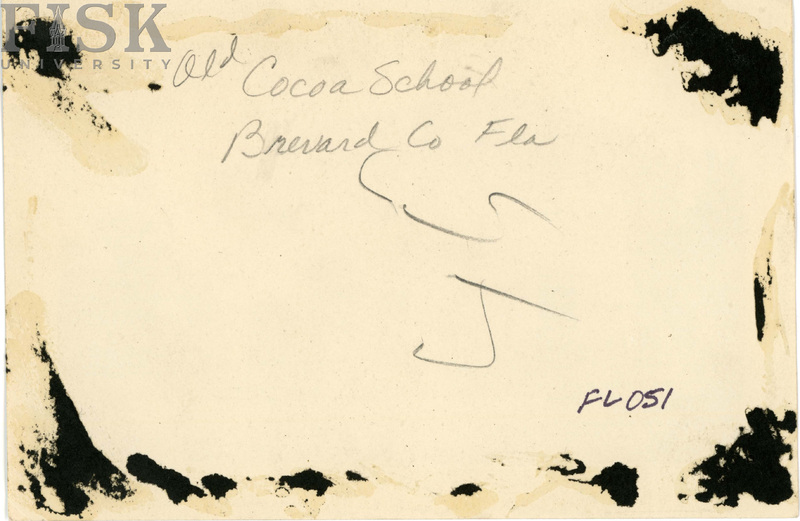 FISK
UNIVERSITY
Old Cocoa School
Brevard Co Fla
J
FL051